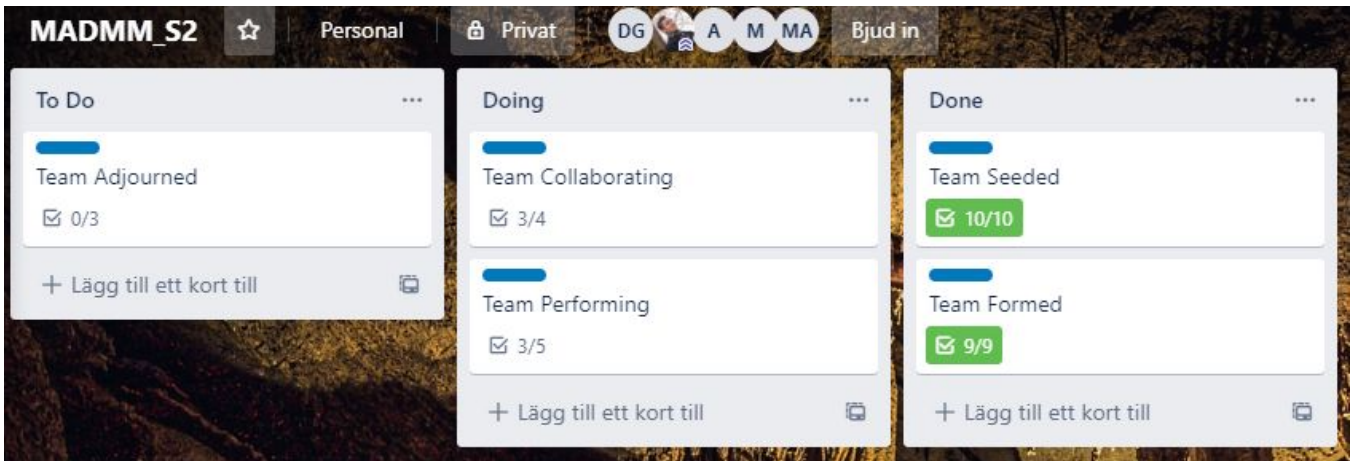 MADMM_S2 Personal Privat DG A M MA Bjud in
To Do
Team Adjourned
0/3
+ Lägg till ett kort till
Doing
Team Collaborating
3/4
Team Performing
3/5
+ Lägg till ett kort till
Done
Team Seeded
10/10
Team Formed
9/9
+ Lägg till ett kort till